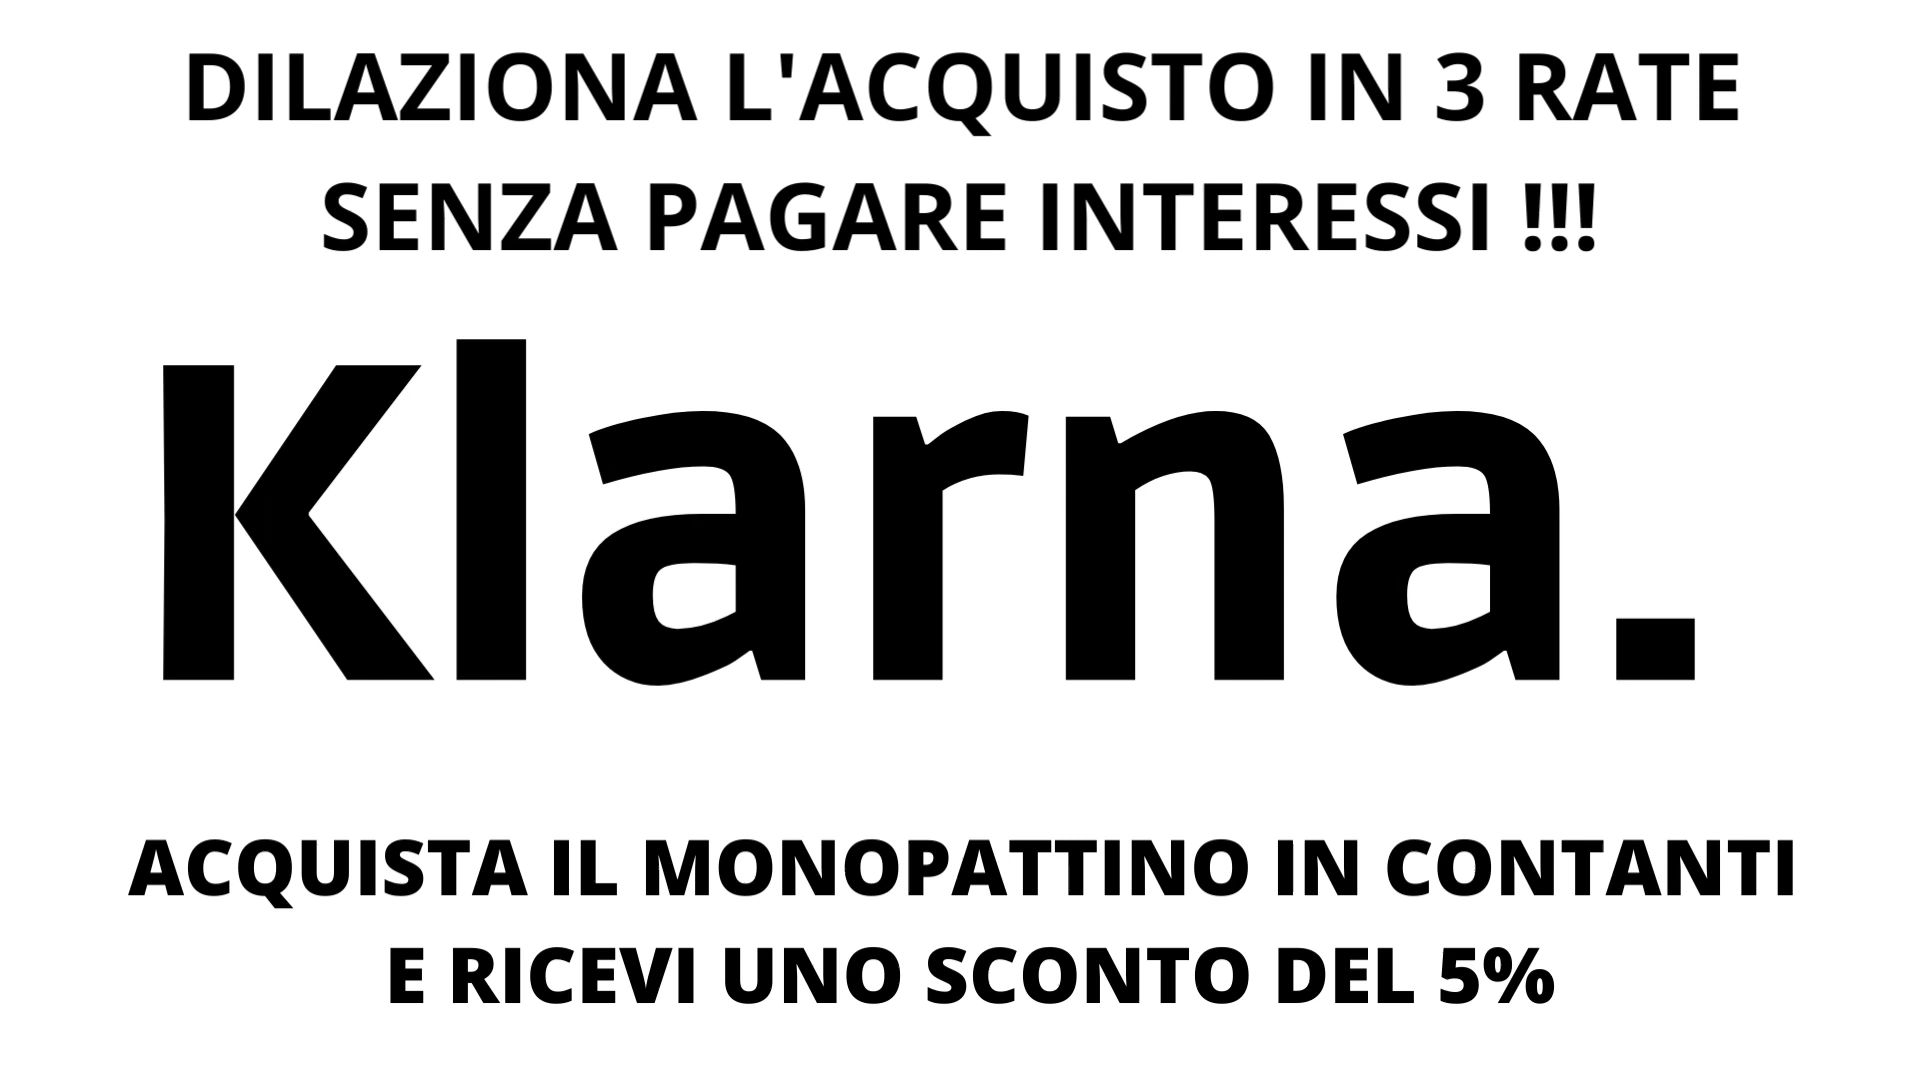 DILAZIONA L'ACQUISTO IN 3 RATE
SENZA PAGARE INTERESSI !!!
Klarna.
ACQUISTA IL MONOPATTINO IN CONTANTI
E RICEVI UNO SCONTO DEL 5%